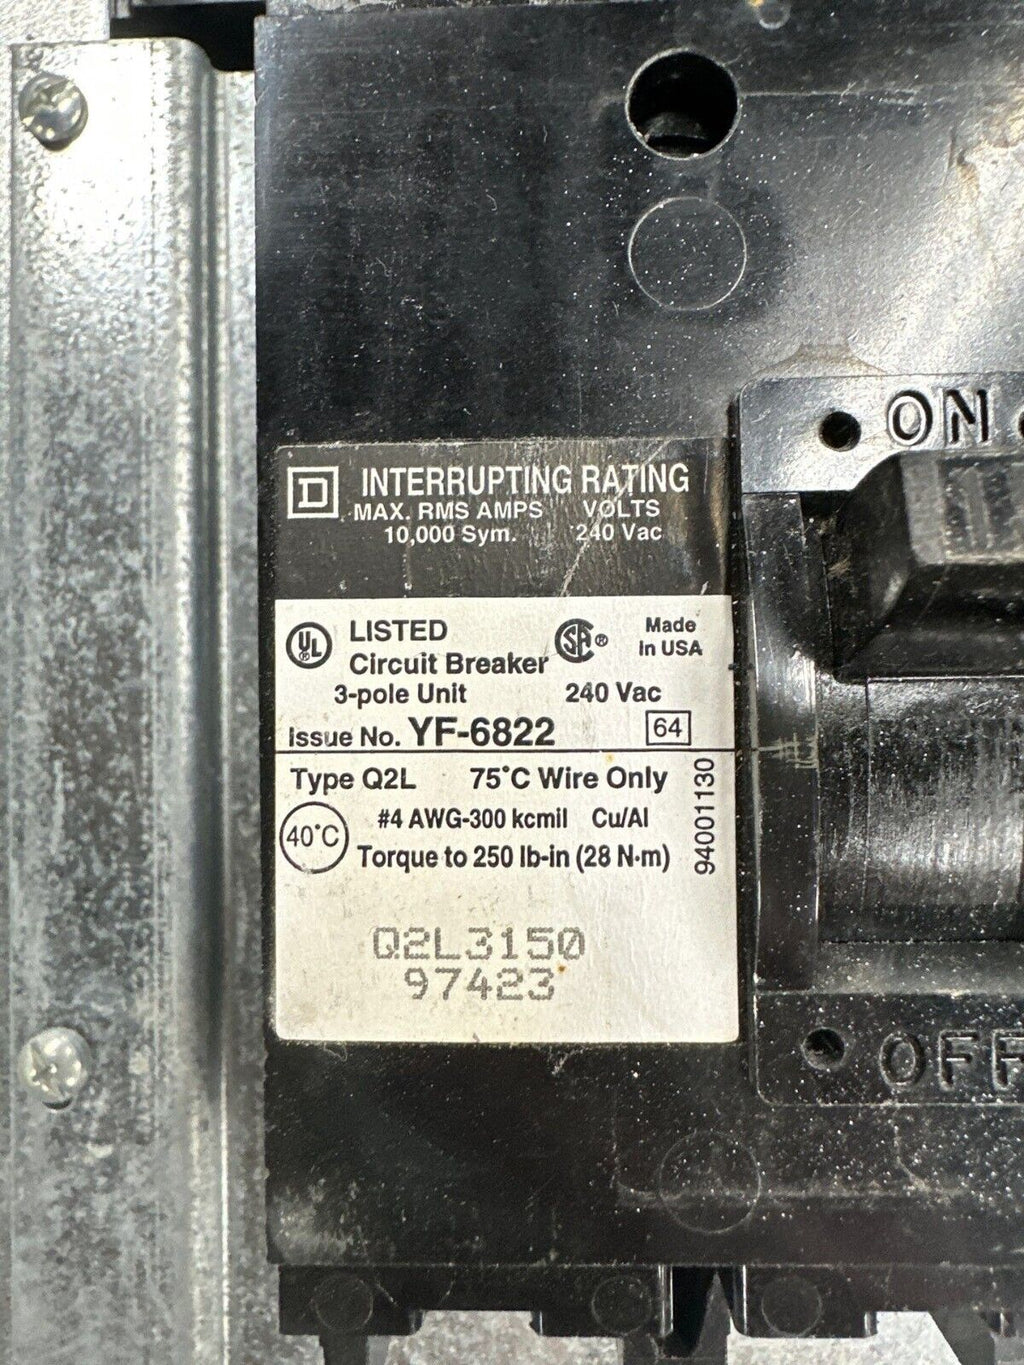 ON
D INTERRUPTING RATING
MAX. RMS AMPS VOLTS
10,000 Sym. 240 Vac
UL LISTED
Circuit Breaker
SA ® Made
in USA
3-pole Unit 240 Vac
Issue No. YF-6822 64
Type Q2L 75°C Wire Only
40°C #4 AWG-300 kcmil Cu/Al
Torque to 250 lb-in (28 N·m)
94001130
Q2L3150
97423
OFF